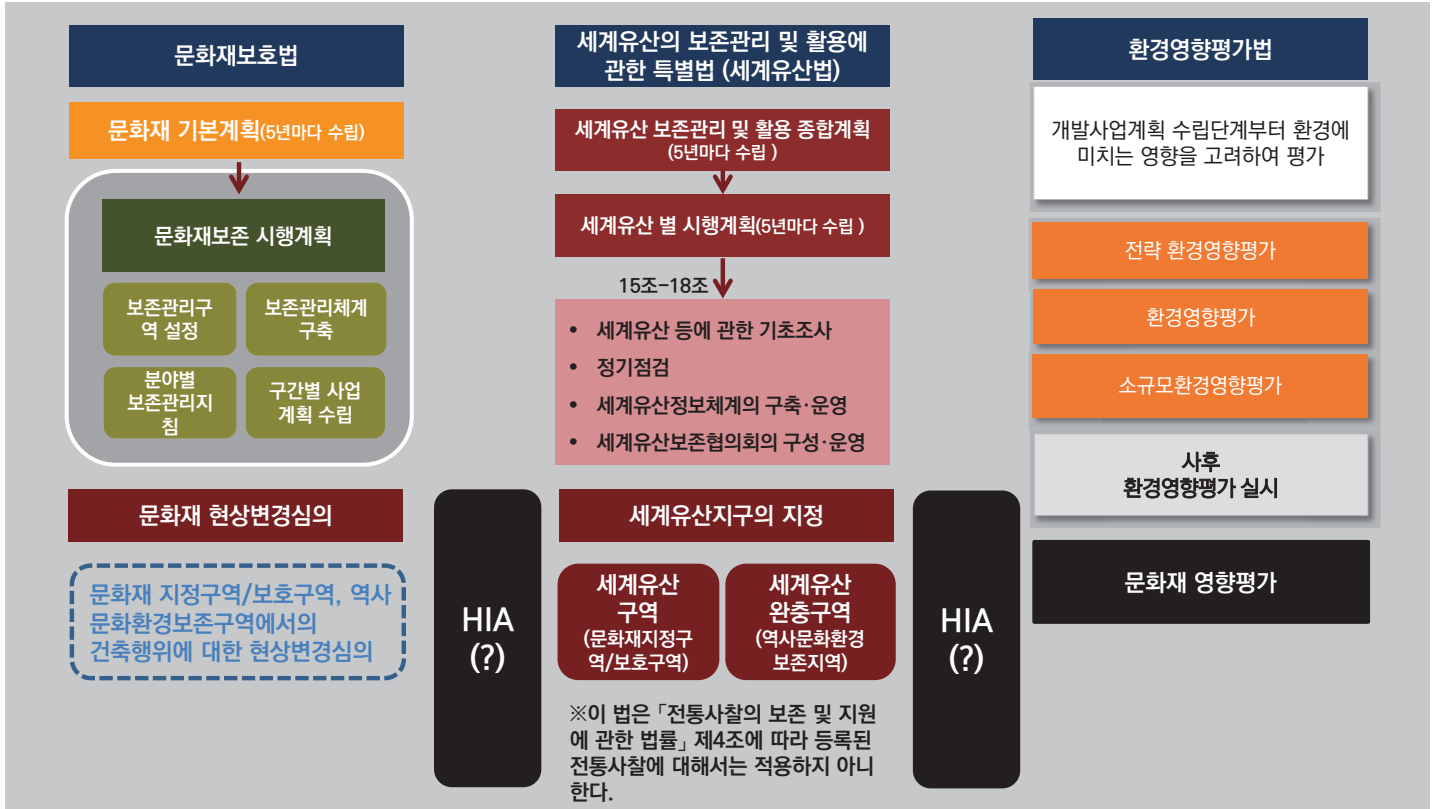 문화재보호법
문화재 기본계획(5년마다 수립)
문화재보존 시행계획
보존관리구
역 설정
보존관리체계
구축
분야별
보존관리지
침
구간별 사업
계획 수립
문화재 현상변경심의
문화재 지정구역/보호구역, 역사
문화환경보존구역에서의
건축행위에 대한 현상변경심의
HIA
(?)
세계유산의 보존관리 및 활용에
관한 특별법 (세계유산법)
세계유산 보존관리 및 활용 종합계획
(5년마다 수립 )
세계유산 별 시행계획(5년마다 수립 )
15조-18조
• 세계유산 등에 관한 기초조사
• 정기점검
• 세계유산정보체계의 구축·운영
• 세계유산보존협의회의 구성·운영
세계유산지구의 지정
세계유산
구역
(문화재지정구
역/보호구역)
세계유산
완충구역
(역사문화환경
보존지역)
※이 법은 「전통사찰의 보존 및 지원
에 관한 법률」 제4조에 따라 등록된
전통사찰에 대해서는 적용하지 아니
한다.
HIA
(?)
환경영향평가법
개발사업계획 수립단계부터 환경에
미치는 영향을 고려하여 평가
전략 환경영향평가
환경영향평가
소규모환경영향평가
사후
환경영향평가 실시
문화재 영향평가